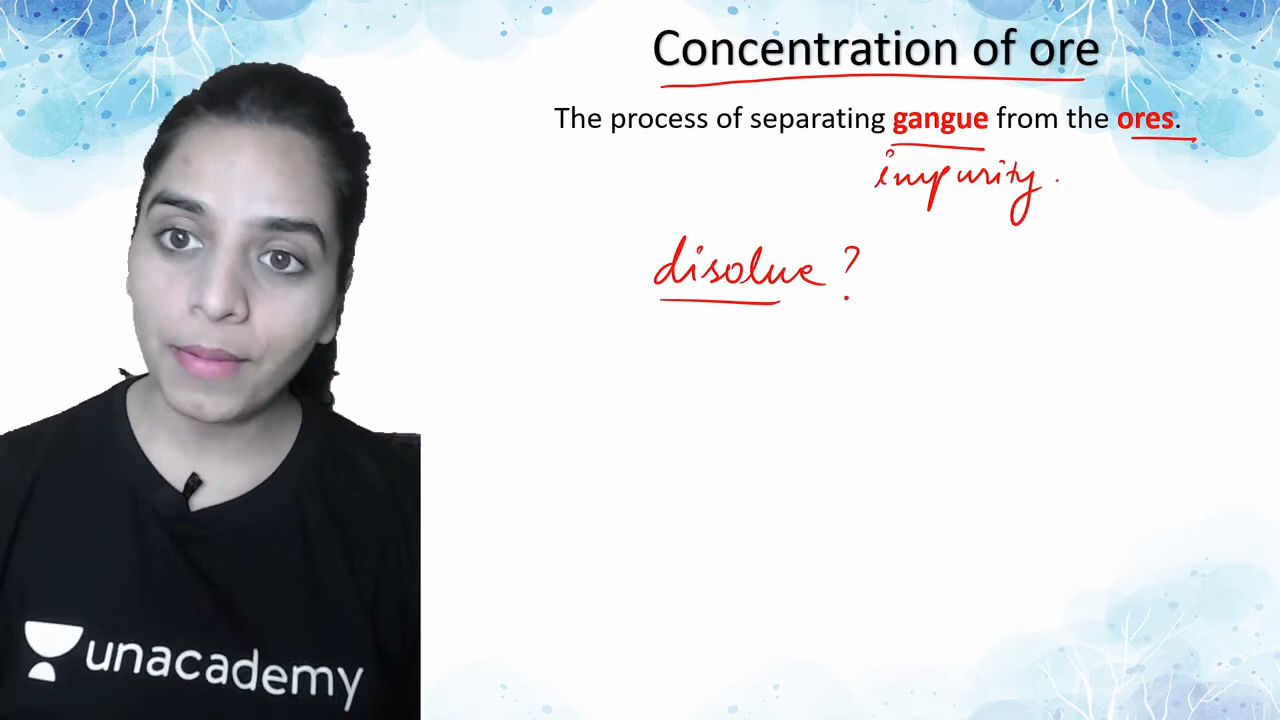 Concentration of ore
The process of separating gangue from the ores.
impurity.
disolve ?
unacademy